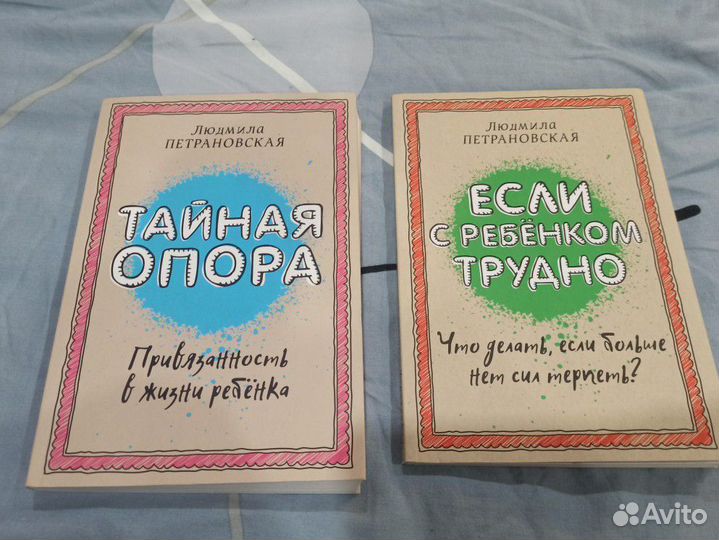 Людмила
ПЕТРАНОВСКАЯ
ТАЙНАЯ
ОПОРА
Привязанность
в жизни ребёнка
Людмила
ПЕТРАНОВСКАЯ
ЕСЛИ
С РЕБЁНКОМ
ТРУДНО
Что делать, если больше
нет сил терпеть?
Avito